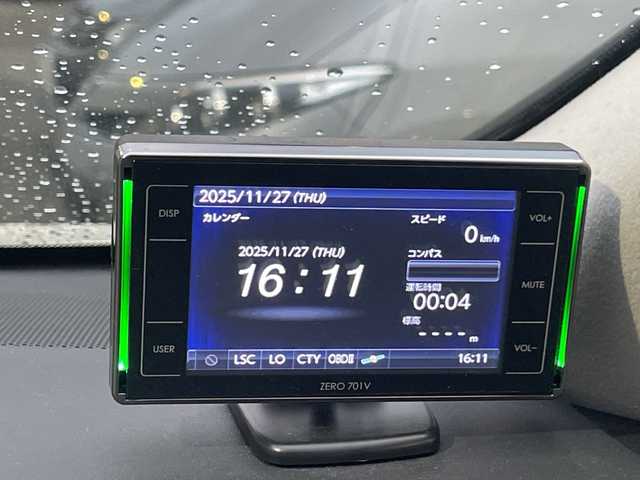 2025/11/27 (THU)
カレンダー
スピード
DISP
VOL+
0 km/h
2025/11/27 (THU)
コンパス
16:11
MUTE
運転時間
00:04
標高
- - - - m
USER
VOL−
LSC LO CTY OBDⅡ 16:11
ZERO 701V